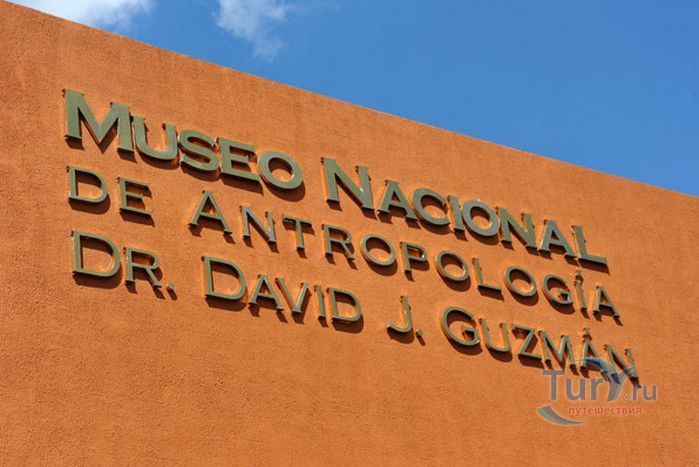 MUSEO NACIONAL
DE ANTROPOLOGÍA
DR. DAVID J. GUZMÁN
Tury.ru
путешествия